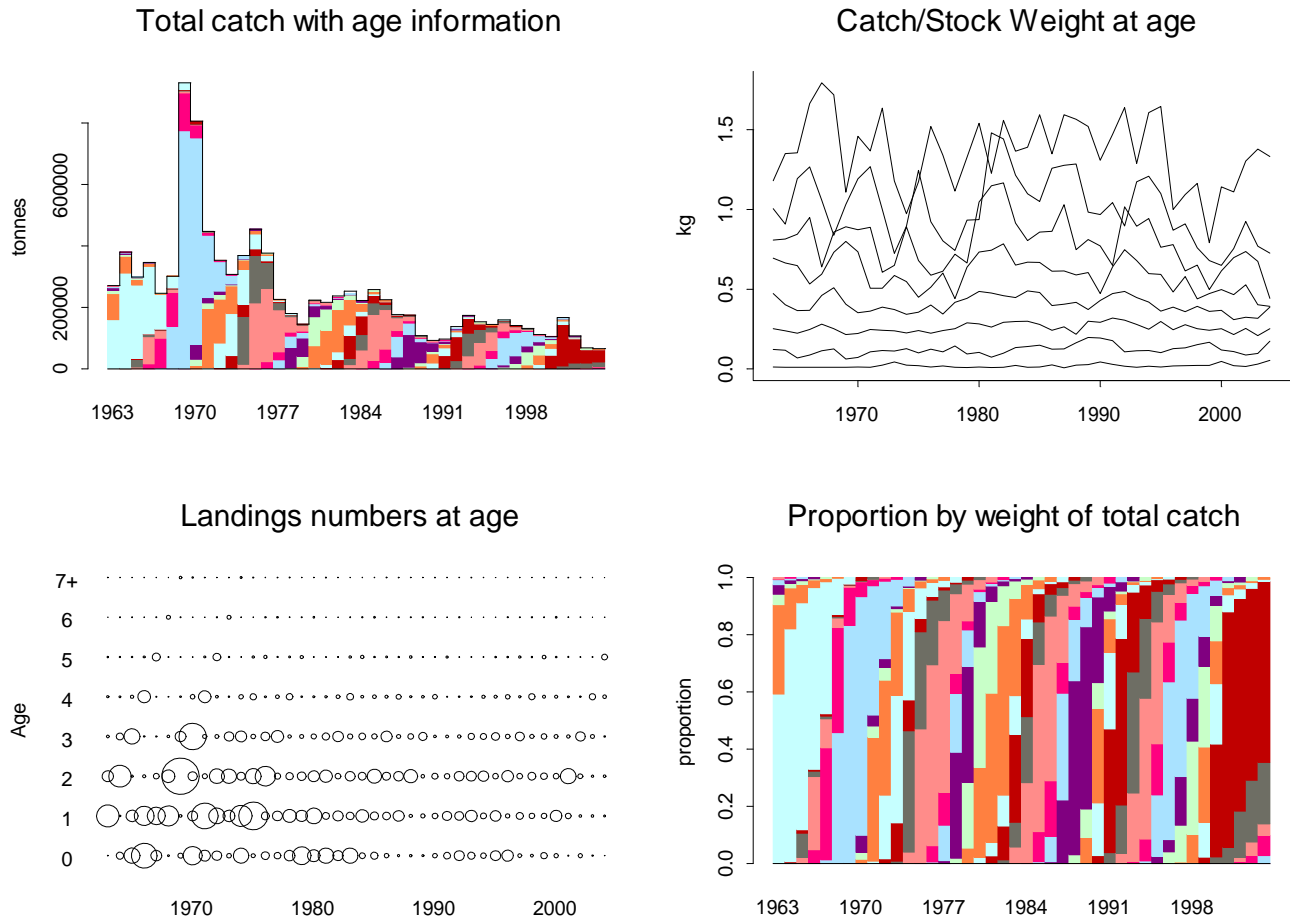 Total catch with age information
tonnes
6000000
2000000
0
1963 1970 1977 1984 1991 1998
Catch/Stock Weight at age
kg
1.5
1.0
0.5
0.0
1970 1980 1990 2000
Landings numbers at age
Age
7+
6
5
4
3
2
1
0
1970 1980 1990 2000
Proportion by weight of total catch
proportion
1.0
0.8
0.6
0.4
0.2
0.0
1963 1970 1977 1984 1991 1998